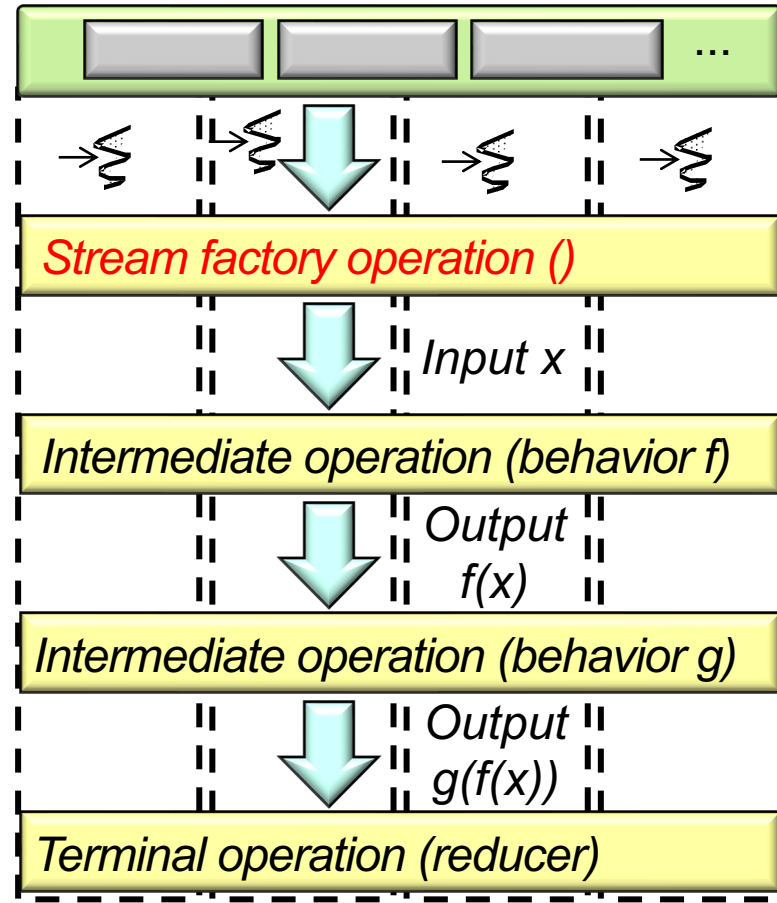 ...
Stream factory operation ()
Input x
Intermediate operation (behavior f)
Output
f(x)
Intermediate operation (behavior g)
Output
g(f(x))
Terminal operation (reducer)